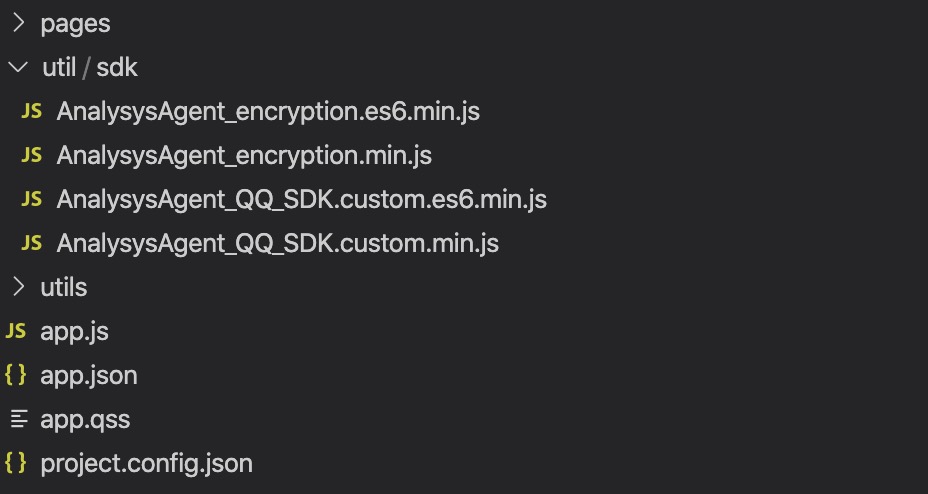 pages
util / sdk
JS AnalysysAgent_encryption.es6.min.js
JS AnalysysAgent_encryption.min.js
JS AnalysysAgent_QQ_SDK.custom.es6.min.js
JS AnalysysAgent_QQ_SDK.custom.min.js
utils
JS app.js
{} app.json
app.qss
{} project.config.json